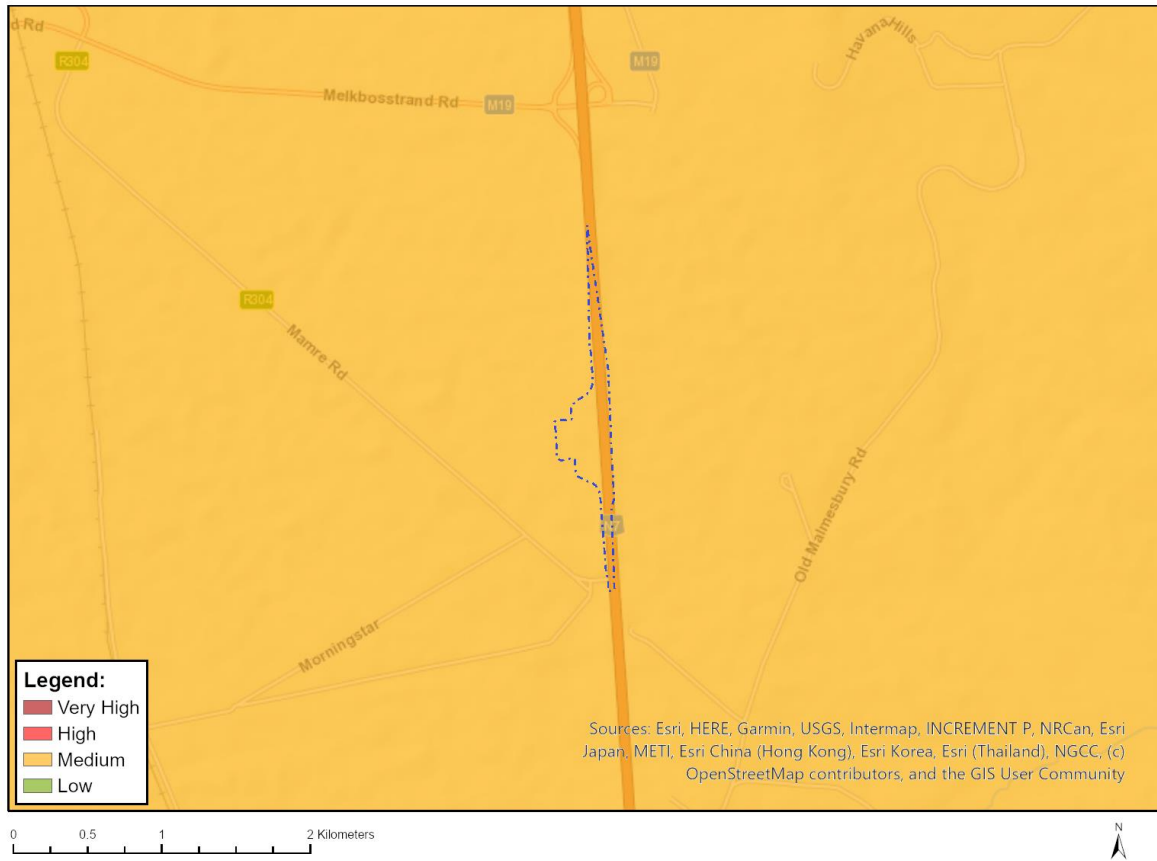 d Rd
R304
M19
Havana Hills
Melkbosstrand Rd
M19
R304
Mamre Rd
Old Malmesbury Rd
Morningstar
Legend:
Very High
High
Medium
Low
Sources: Esri, HERE, Garmin, USGS, Intermap, INCREMENT P, NRCan, Esri
Japan, METI, Esri China (Hong Kong), Esri Korea, Esri (Thailand), NGCC, (c)
OpenStreetMap contributors, and the GIS User Community
0 0.5 1 2 Kilometers
N